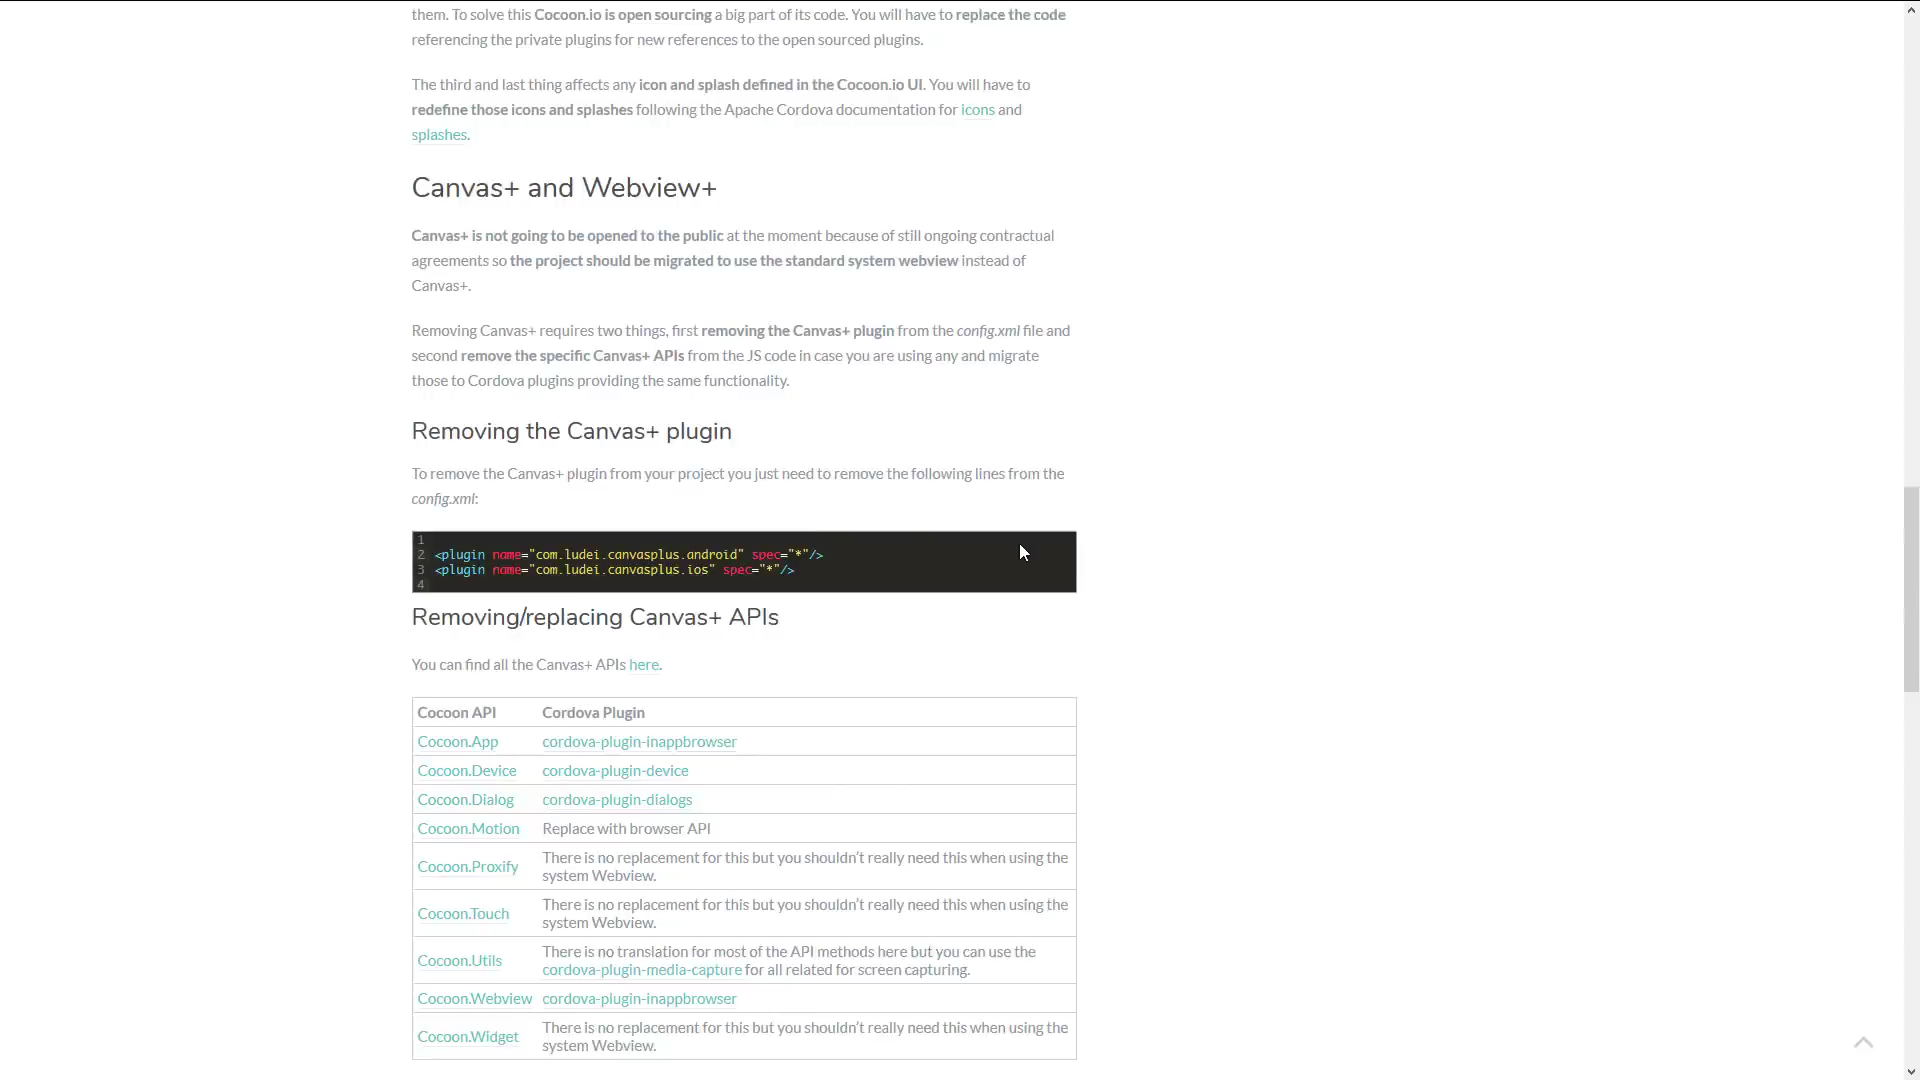 them. To solve this Cocoon.io is open sourcing a big part of its code. You will have to replace the code
referencing the private plugins for new references to the open sourced plugins.
The third and last thing affects any icon and splash defined in the Cocoon.io UI. You will have to
redefine those icons and splashes following the Apache Cordova documentation for icons and
splashes.
Canvas+ and Webview+
Canvas+ is not going to be opened to the public at the moment because of still ongoing contractual
agreements so the project should be migrated to use the standard system webview instead of
Canvas+.
Removing Canvas+ requires two things, first removing the Canvas+ plugin from the config.xml file and
second remove the specific Canvas+ APIs from the JS code in case you are using any and migrate
those to Cordova plugins providing the same functionality.
Removing the Canvas+ plugin
To remove the Canvas+ plugin from your project you just need to remove the following lines from the
config.xml:
1
2 <plugin name="com.ludei.canvasplus.android" spec="*"/>
3 <plugin name="com.ludei.canvasplus.ios" spec="*"/>
4
Removing/replacing Canvas+ APIs
You can find all the Canvas+ APIs here.
Cocoon API Cordova Plugin
Cocoon.App cordova-plugin-inappbrowser
Cocoon.Device cordova-plugin-device
Cocoon.Dialog cordova-plugin-dialogs
Cocoon.Motion Replace with browser API
Cocoon.Proxify There is no replacement for this but you shouldn't really need this when using the
system Webview.
Cocoon.Touch There is no replacement for this but you shouldn't really need this when using the
system Webview.
Cocoon.Utils There is no translation for most of the API methods here but you can use the
cordova-plugin-media-capture for all related for screen capturing.
Cocoon.Webview cordova-plugin-inappbrowser
Cocoon.Widget There is no replacement for this but you shouldn't really need this when using the
system Webview.